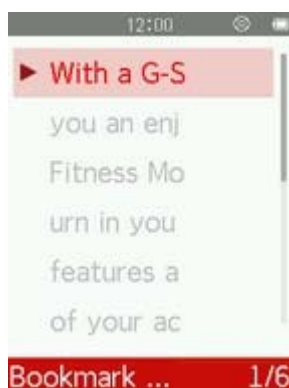 12:00
With a G-S
you an enj
Fitness Mo
urn in you
features a
of your ac
Bookmark ... 1/6